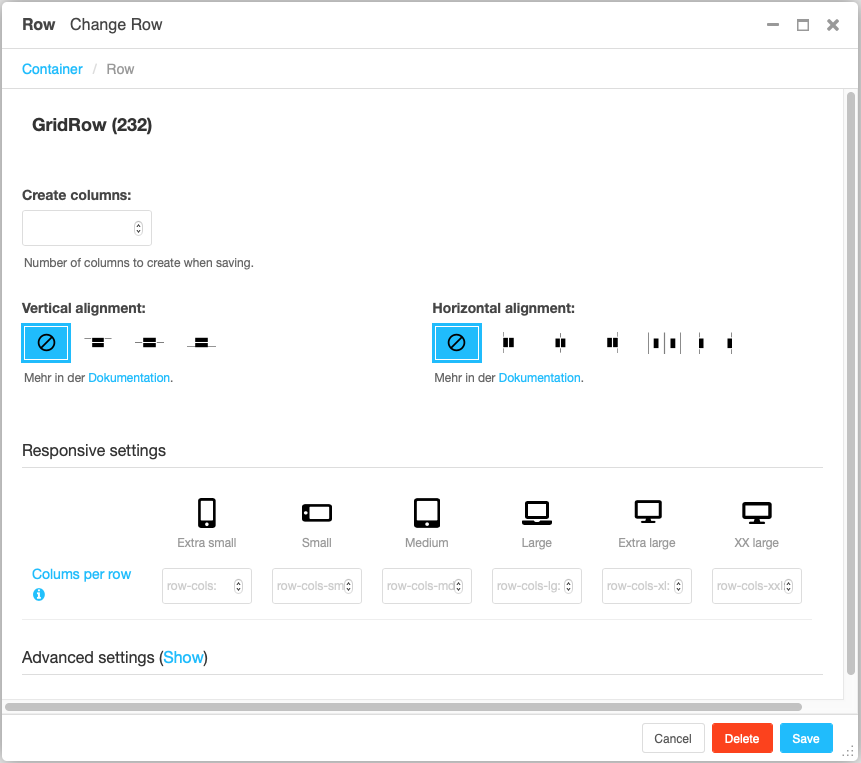 Row Change Row
Container / Row
GridRow (232)
Create columns:
Number of columns to create when saving.
Vertical alignment:
Horizontal alignment:
Mehr in der Dokumentation.
Mehr in der Dokumentation.
Responsive settings
Extra small
Small
Medium
Large
Extra large
XX large
Colums per row
row-cols:
row-cols-sm
row-cols-md
row-cols-lg:
row-cols-xl:
row-cols-xxl
Advanced settings (Show)
Cancel
Delete
Save